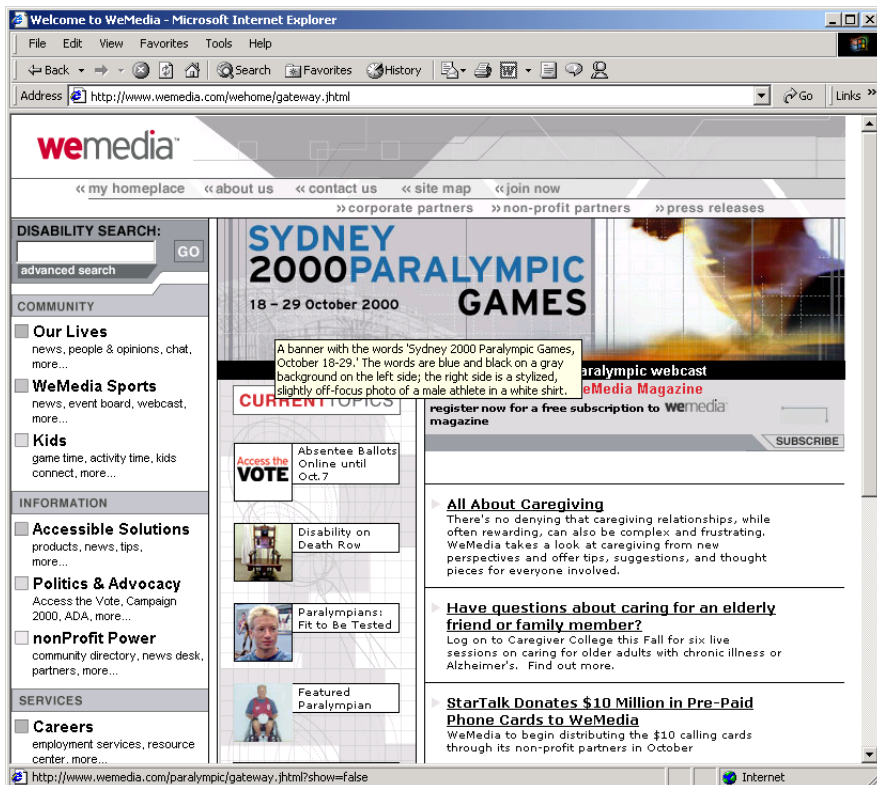 Welcome to WeMedia - Microsoft Internet Explorer
File Edit View Favorites Tools Help
Back Search Favorites History
Address http://www.wemedia.com/wehome/gateway.jhtml Go Links »
wemedia™
« my homeplace « about us « contact us « site map « join now
» corporate partners » non-profit partners » press releases
DISABILITY SEARCH:
GO
advanced search
COMMUNITY
Our Lives
news, people & opinions, chat,
more...
WeMedia Sports
news, event board, webcast,
more...
Kids
game time, activity time, kids
connect, more...
INFORMATION
Accessible Solutions
products, news, tips,
more...
Politics & Advocacy
Access the Vote, Campaign
2000, ADA, more...
nonProfit Power
community directory, news desk,
partners, more...
SERVICES
Careers
employment services, resource
center, more...
SYDNEY
2000PARALYMPIC
18 – 29 October 2000 GAMES
A banner with the words 'Sydney 2000 Paralympic Games,
October 18-29.' The words are blue and black on a gray
background on the left side; the right side is a stylized,
slightly off-focus photo of a male athlete in a white shirt.
aralympic webcast
eMedia Magazine
register now for a free subscription to wemedia
magazine
SUBSCRIBE
CURRENTTOPICS
Access the
VOTE
Absentee Ballots
Online until
Oct.7
Disability on
Death Row
Paralympians:
Fit to Be Tested
Featured
Paralympian
All About Caregiving
There's no denying that caregiving relationships, while
often rewarding, can also be complex and frustrating.
WeMedia takes a look at caregiving from new
perspectives and offer tips, suggestions, and thought
pieces for everyone involved.
Have questions about caring for an elderly
friend or family member?
Log on to Caregiver College this Fall for six live
sessions on caring for older adults with chronic illness or
Alzheimer's. Find out more.
StarTalk Donates $10 Million in Pre-Paid
Phone Cards to WeMedia
WeMedia to begin distributing the $10 calling cards
through its non-profit partners in October
http://www.wemedia.com/paralympic/gateway.jhtml?show=false Internet